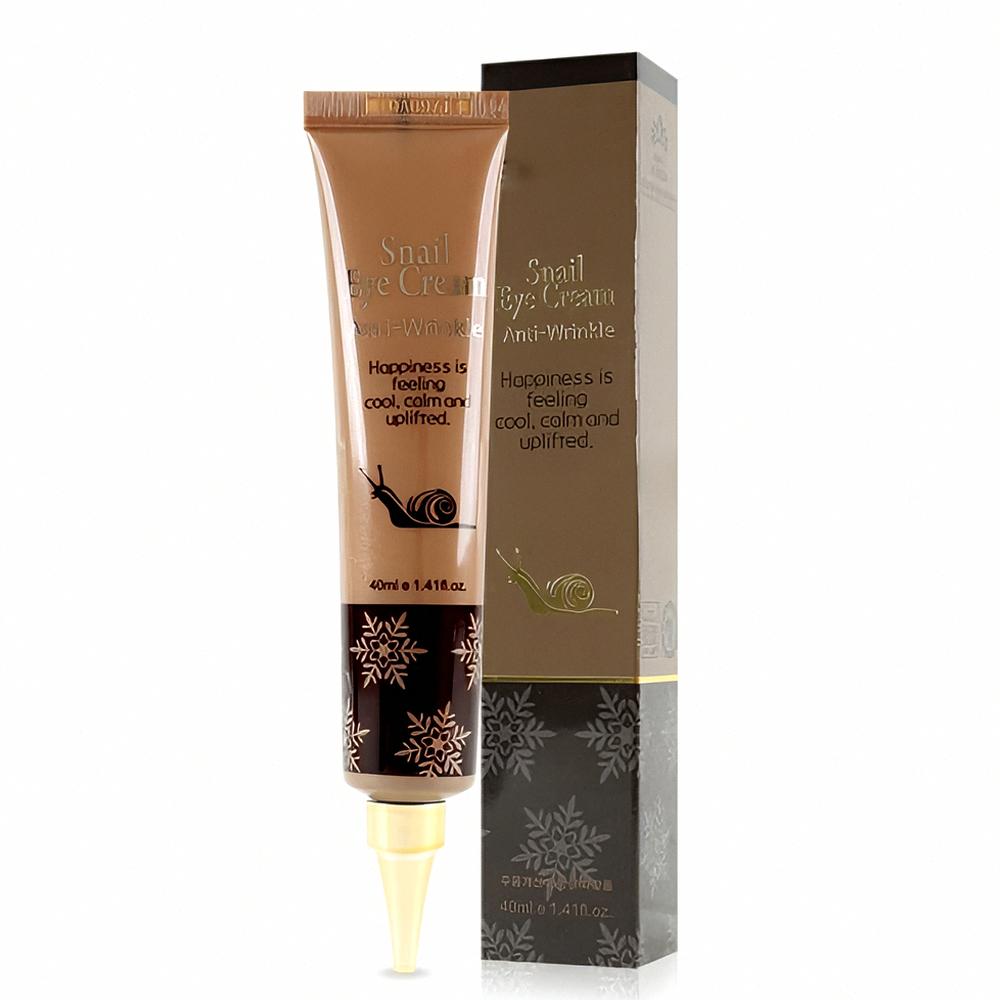 Snail
Eye Cream
Anti-Wrinkle
Happiness is
feeling
cool, calm and
uplifted.
40ml e 1.41fl.oz.
Snail
Eye Cream
Anti-Wrinkle
Happiness is
feeling
cool, calm and
uplifted.
40ml e 1.41fl.oz.